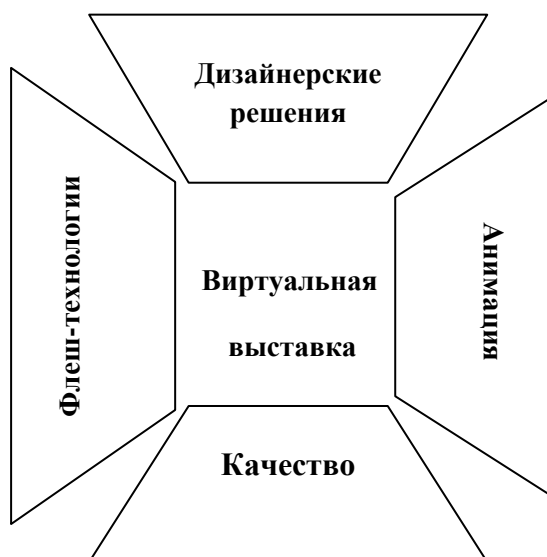 Дизайнерские
решения
Флеш-технологии
Виртуальная
выставка
Анимация
Качество